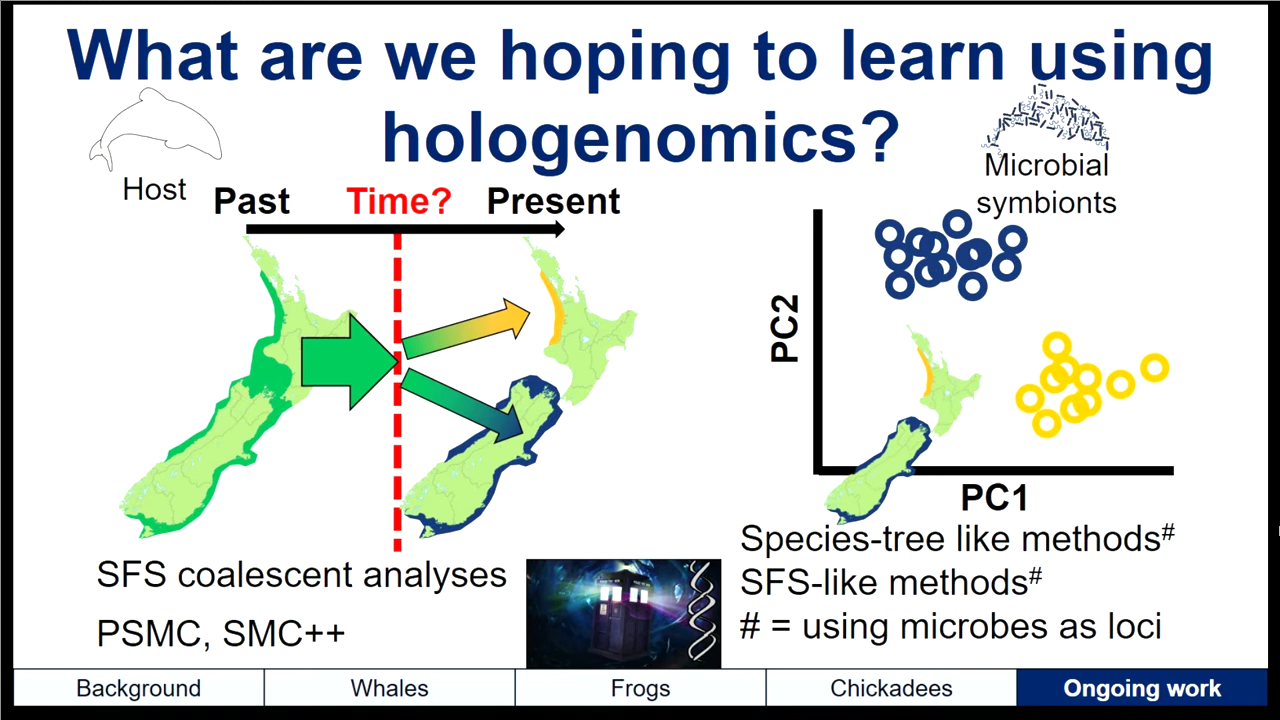 What are we hoping to learn using
hologenomics?
Host
Microbial
symbionts
Past
Time?
Present
PC2
PC1
SFS coalescent analyses
PSMC, SMC++
Species-tree like methods#
SFS-like methods#
# = using microbes as loci
Background
Whales
Frogs
Chickadees
Ongoing work